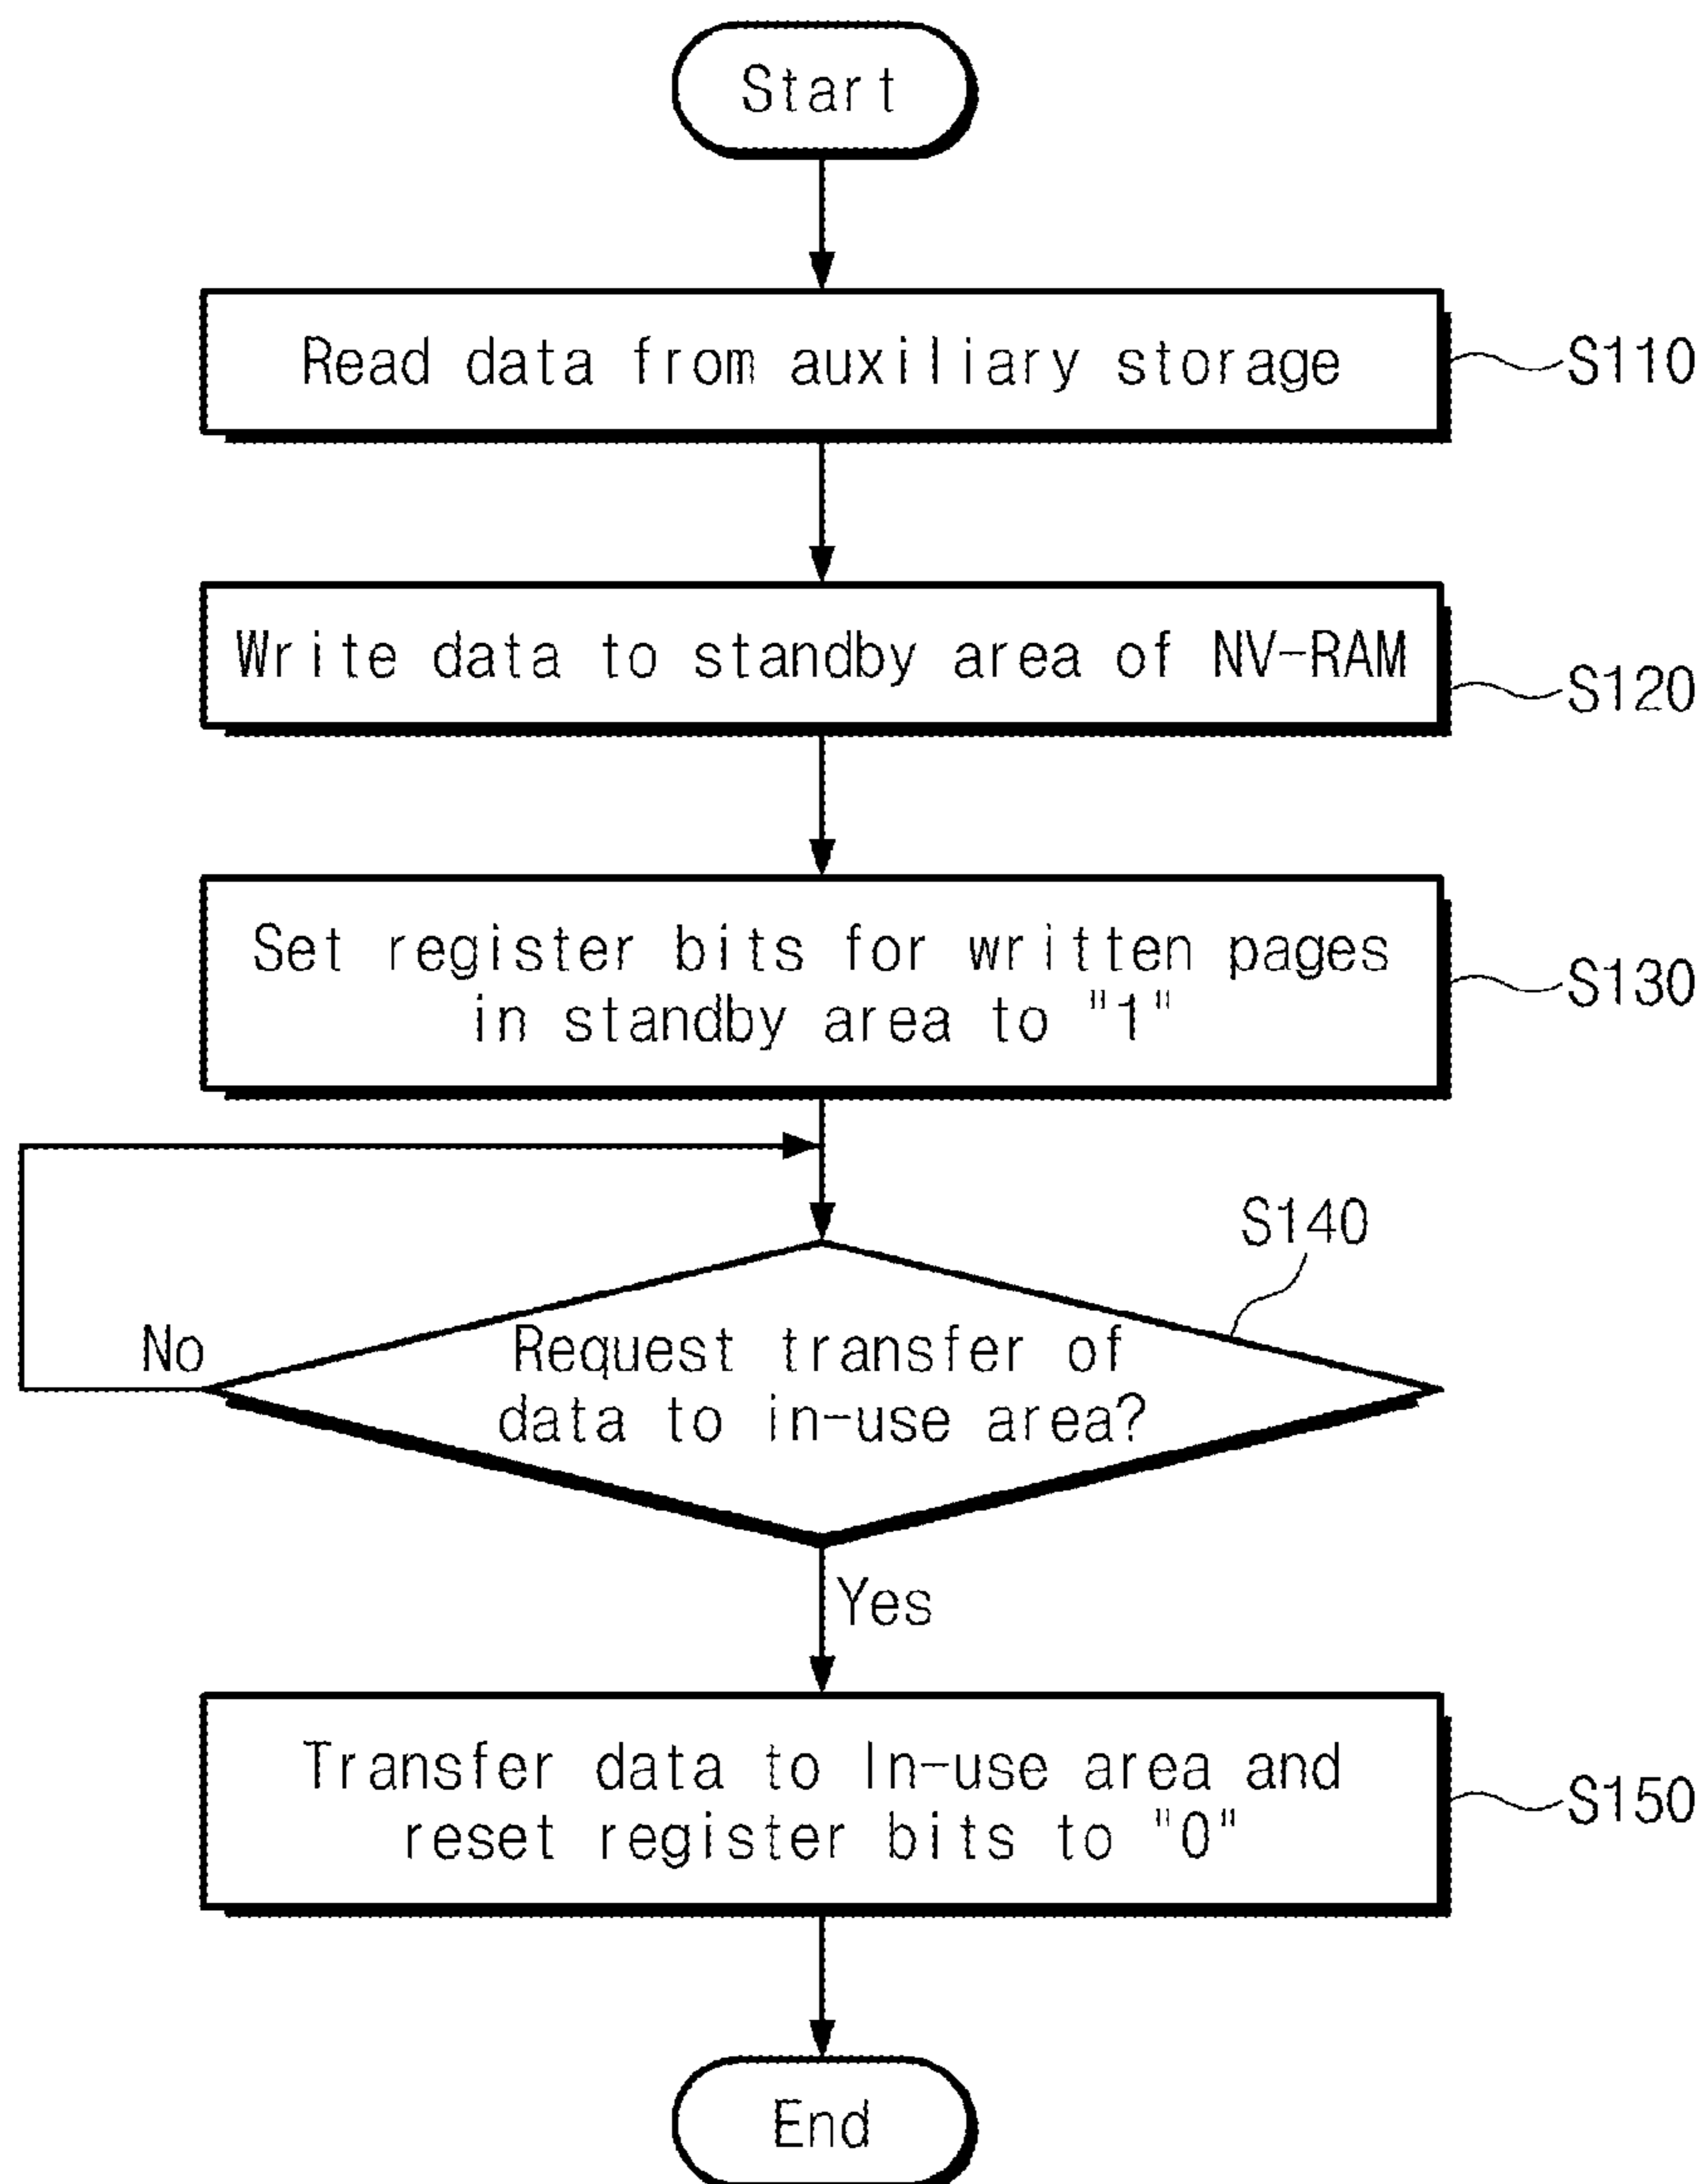 Start
Read data from auxiliary storage
S110
Write data to standby area of NV-RAM
S120
Set register bits for written pages
in standby area to "1"
S130
S140
No
Request transfer of
data to in-use area?
Yes
Transfer data to In-use area and
reset register bits to "0"
S150
End